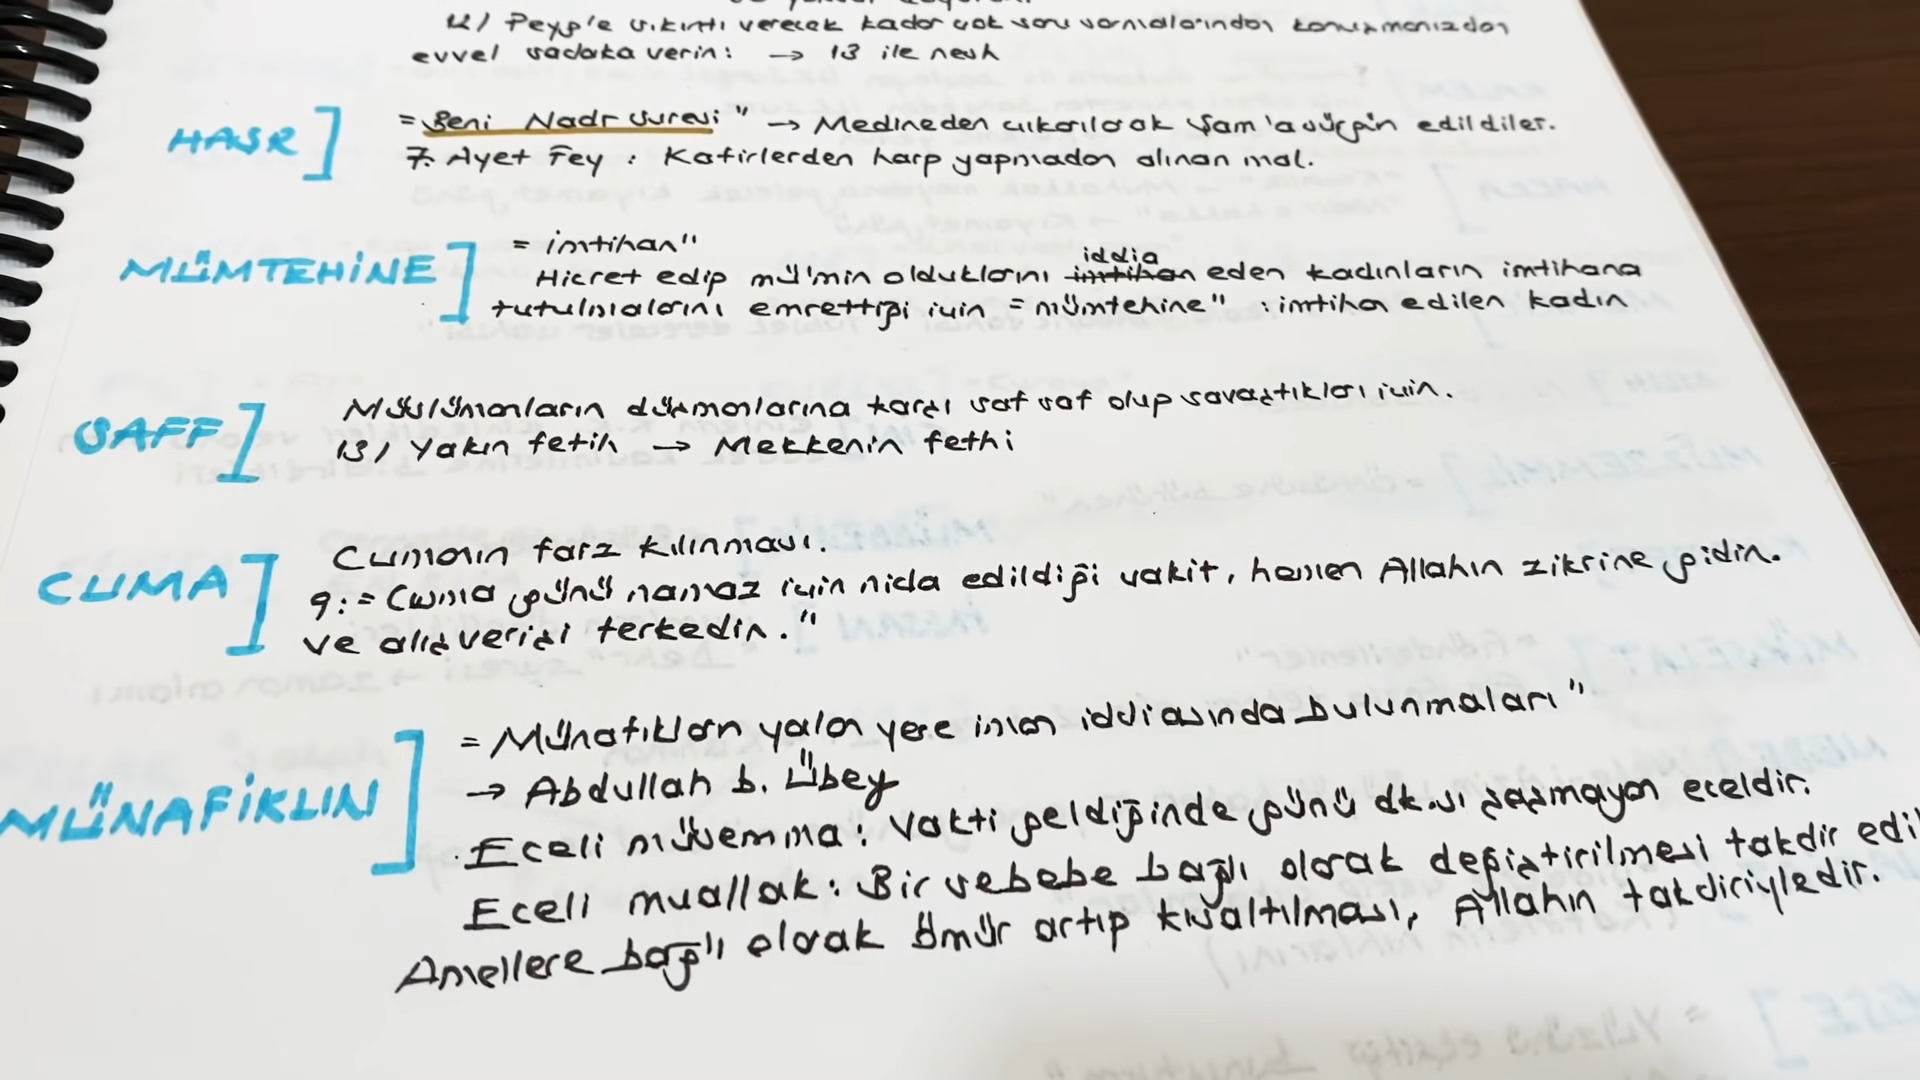 12) Peyg'e sıkıntı verecek kadar çok soru sormalarından konuşmanızdan
evvel sadaka verin: → 13 ile nesh
HAŞR] = Beni Nadr suresi" → Medineden çıkarılarak Şam'a sürgün edildiler.
7. Ayet Fey : Kafirlerden harp yapmadan alınan mal.
MÜMTEHİNE] = imtihan"
Hicret edip mü'min olduklarını iddia eden kadınların imtihana
tutulmalarını emrettiği için = mümtehine" : imtihan edilen kadın
SAFF] Müslümanların düşmanlarına karşı saf saf olup savaştıkları için.
13) Yakın fetih → Mekkenin fethi
CUMA] Cumanın farz kılınması.
9: = Cuma günü namaz için nida edildiği vakit, hemen Allahın zikrine gidin.
ve alışverişi terkedin."
MÜNAFİKUN] = Münafıkların yalan yere iman iddiasında bulunmaları"
→ Abdullah b. Übey
Eceli müsemma : Vakti geldiğinde günü dk.sı şaşmayan eceldir.
Eceli muallak : Bir sebebe bağlı olarak değiştirilmesi takdir edil
Amellere bağlı olarak ömür artıp kısaltılması, Allahın takdiriyledir.